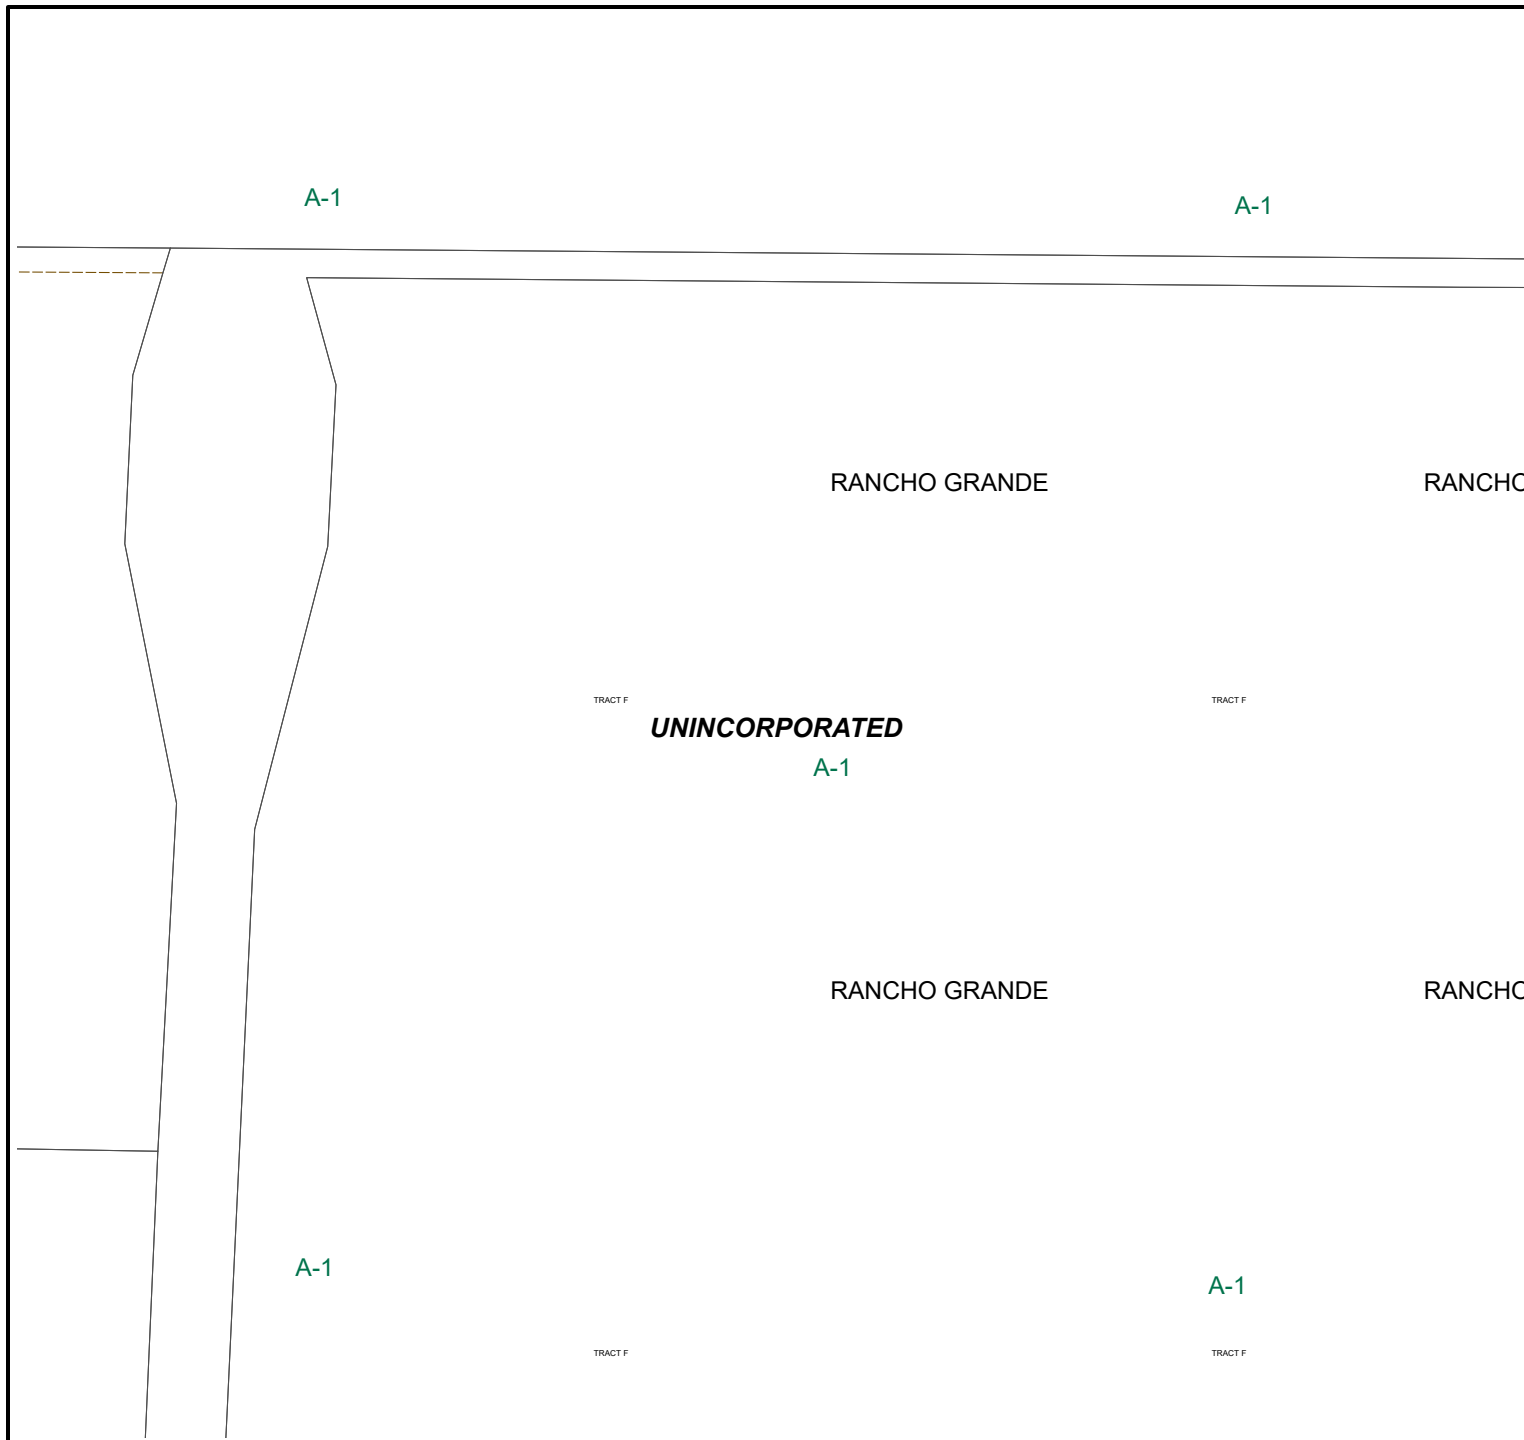 A-1
A-1
RANCHO GRANDE
RANCHO
TRACT F
TRACT F
UNINCORPORATED
A-1
RANCHO GRANDE
RANCHO
A-1
A-1
TRACT F
TRACT F